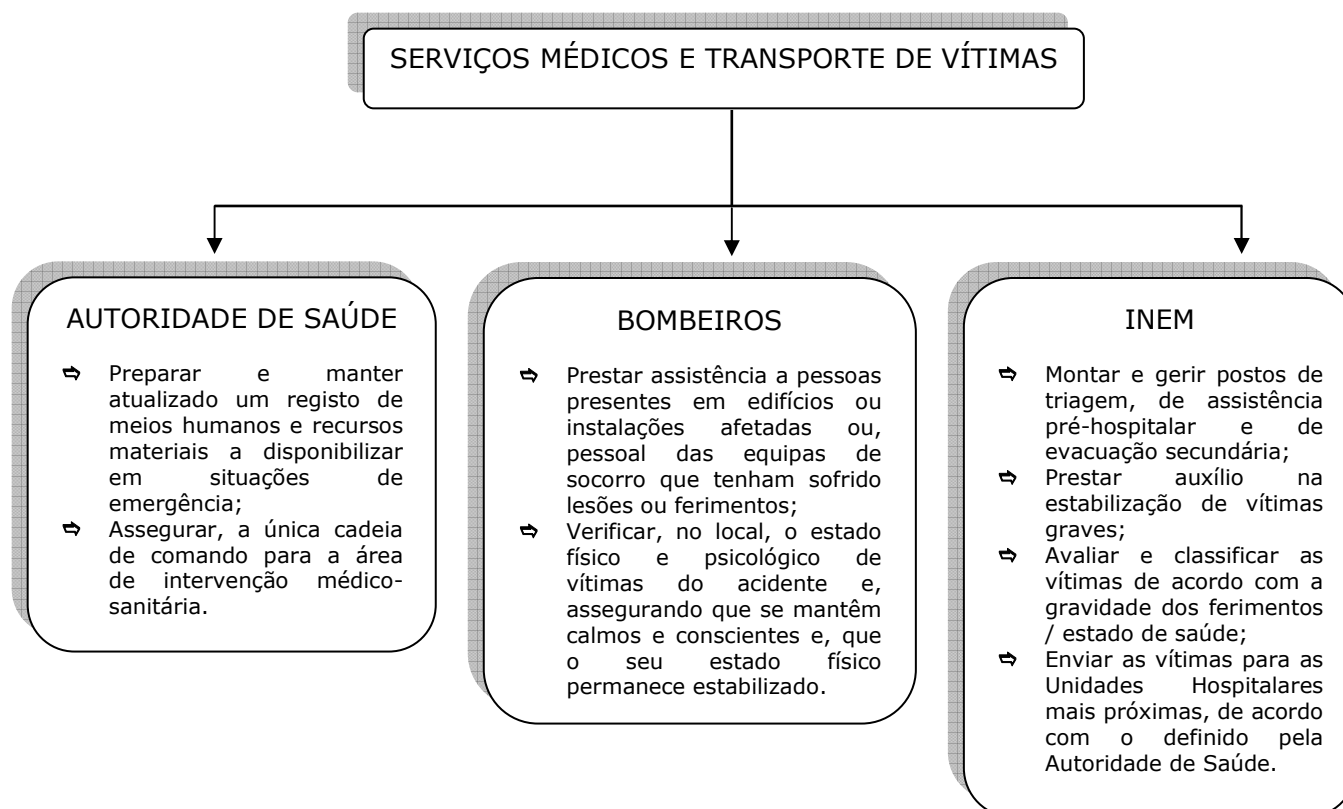 SERVIÇOS MÉDICOS E TRANSPORTE DE VÍTIMAS
AUTORIDADE DE SAÚDE
⇨ Preparar e manter
atualizado um registo de
meios humanos e recursos
materiais a disponibilizar
em situações de
emergência;
⇨ Assegurar, a única cadeia
de comando para a área
de intervenção médico-
sanitária.
BOMBEIROS
⇨ Prestar assistência a pessoas
presentes em edifícios ou
instalações afetadas ou,
pessoal das equipas de
socorro que tenham sofrido
lesões ou ferimentos;
⇨ Verificar, no local, o estado
físico e psicológico de
vítimas do acidente e,
assegurando que se mantêm
calmos e conscientes e, que
o seu estado físico
permanece estabilizado.
INEM
⇨ Montar e gerir postos de
triagem, de assistência
pré-hospitalar e de
evacuação secundária;
⇨ Prestar auxílio na
estabilização de vítimas
graves;
⇨ Avaliar e classificar as
vítimas de acordo com a
gravidade dos ferimentos
/ estado de saúde;
⇨ Enviar as vítimas para as
Unidades Hospitalares
mais próximas, de acordo
com o definido pela
Autoridade de Saúde.